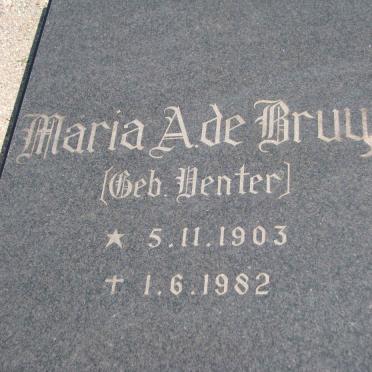 Maria A.de Bruy
(Geb. Venter)
★ 5.11.1903
✝ 1.6.1982